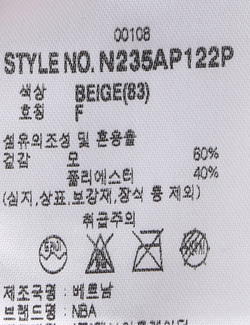 00108
STYLE NO. N235AP122P
색상 BEIGE(83)
호칭 F
섬유의조성 및 혼용율
겉감 모 60%
폴리에스터 40%
(심지,상표,보강재,장식 등 제외)
취급주의
제조국명 : 베트남
브랜드명 : NBA